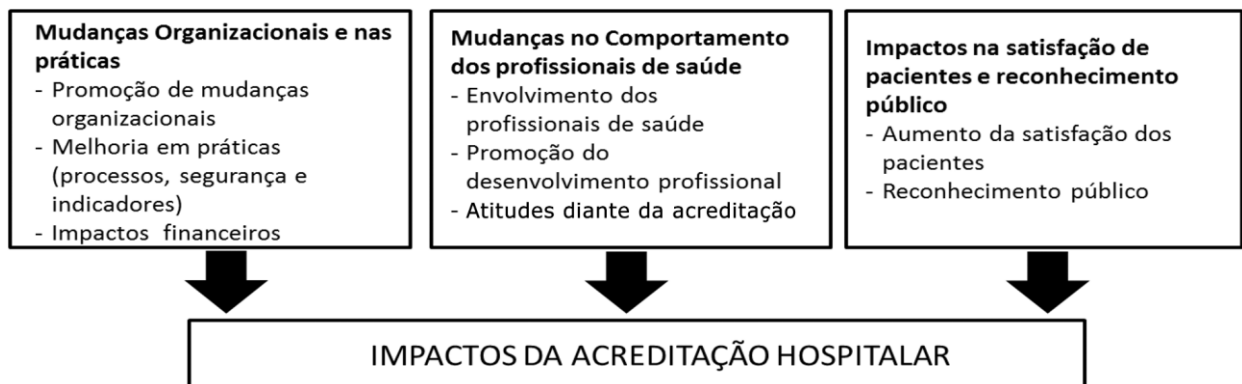 Mudanças Organizacionais e nas
práticas
- Promoção de mudanças
organizacionais
- Melhoria em práticas
(processos, segurança e
indicadores)
- Impactos financeiros
Mudanças no Comportamento
dos profissionais de saúde
- Envolvimento dos
profissionais de saúde
- Promoção do
desenvolvimento profissional
- Atitudes diante da acreditação
Impactos na satisfação de
pacientes e reconhecimento
público
- Aumento da satisfação dos
pacientes
- Reconhecimento público
IMPACTOS DA ACREDITAÇÃO HOSPITALAR